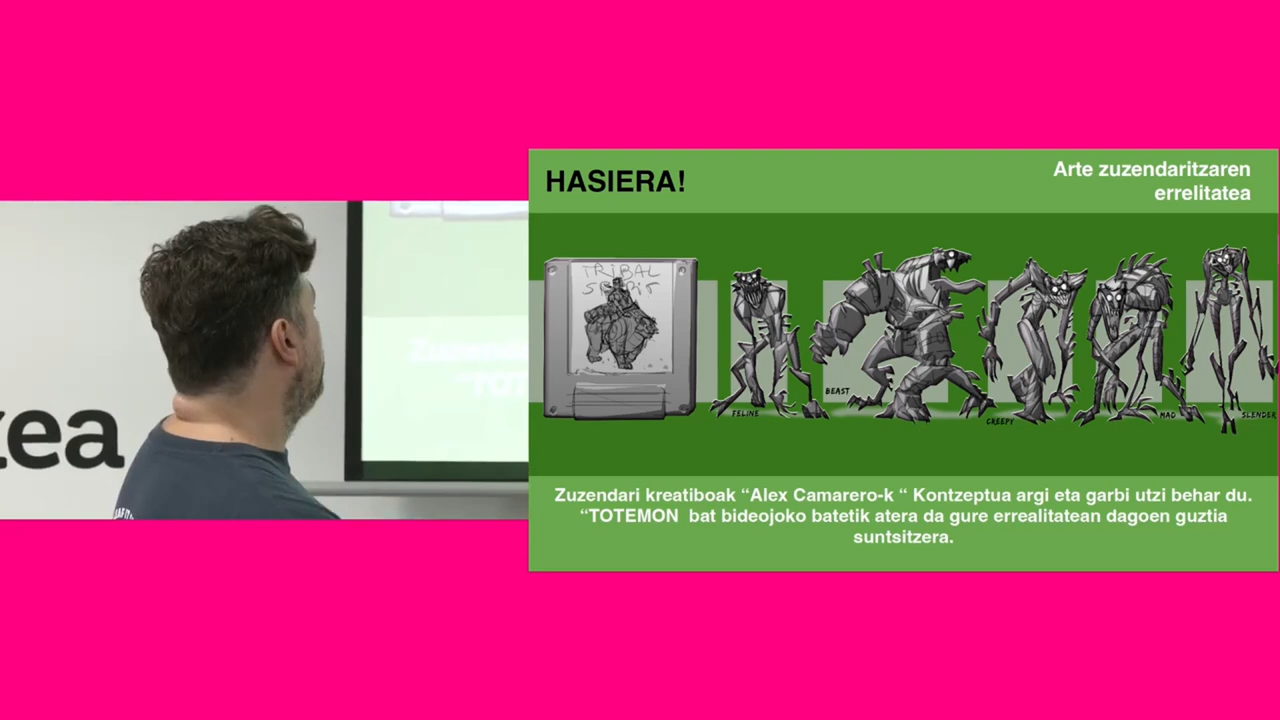 HASIERA!
Arte zuzendaritzaren
errelitatea
TRIBAL
SPIRIT
FELINE
BEAST
CREEPY
MAD
SLENDER
Zuzendari kreatiboak “Alex Camarero-k “ Kontzeptua argi eta garbi utzi behar du.
“TOTEMON bat bideojoko batetik atera da gure errealitatean dagoen guztia
suntsitzera.